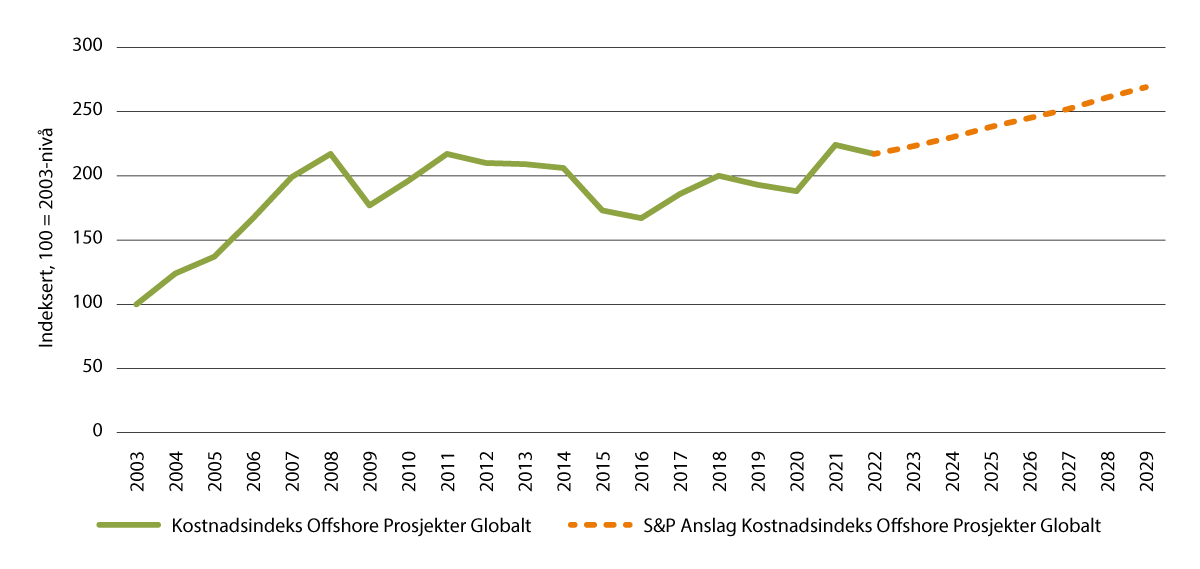 300
250
200
150
100
50
0
Indeksert, 100 = 2003-nivå
2003 2004 2005 2006 2007 2008 2009 2010 2011 2012 2013 2014 2015 2016 2017 2018 2019 2020 2021 2022 2023 2024 2025 2026 2027 2028 2029
Kostnadsindeks Offshore Prosjekter Globalt S&P Anslag Kostnadsindeks Offshore Prosjekter Globalt